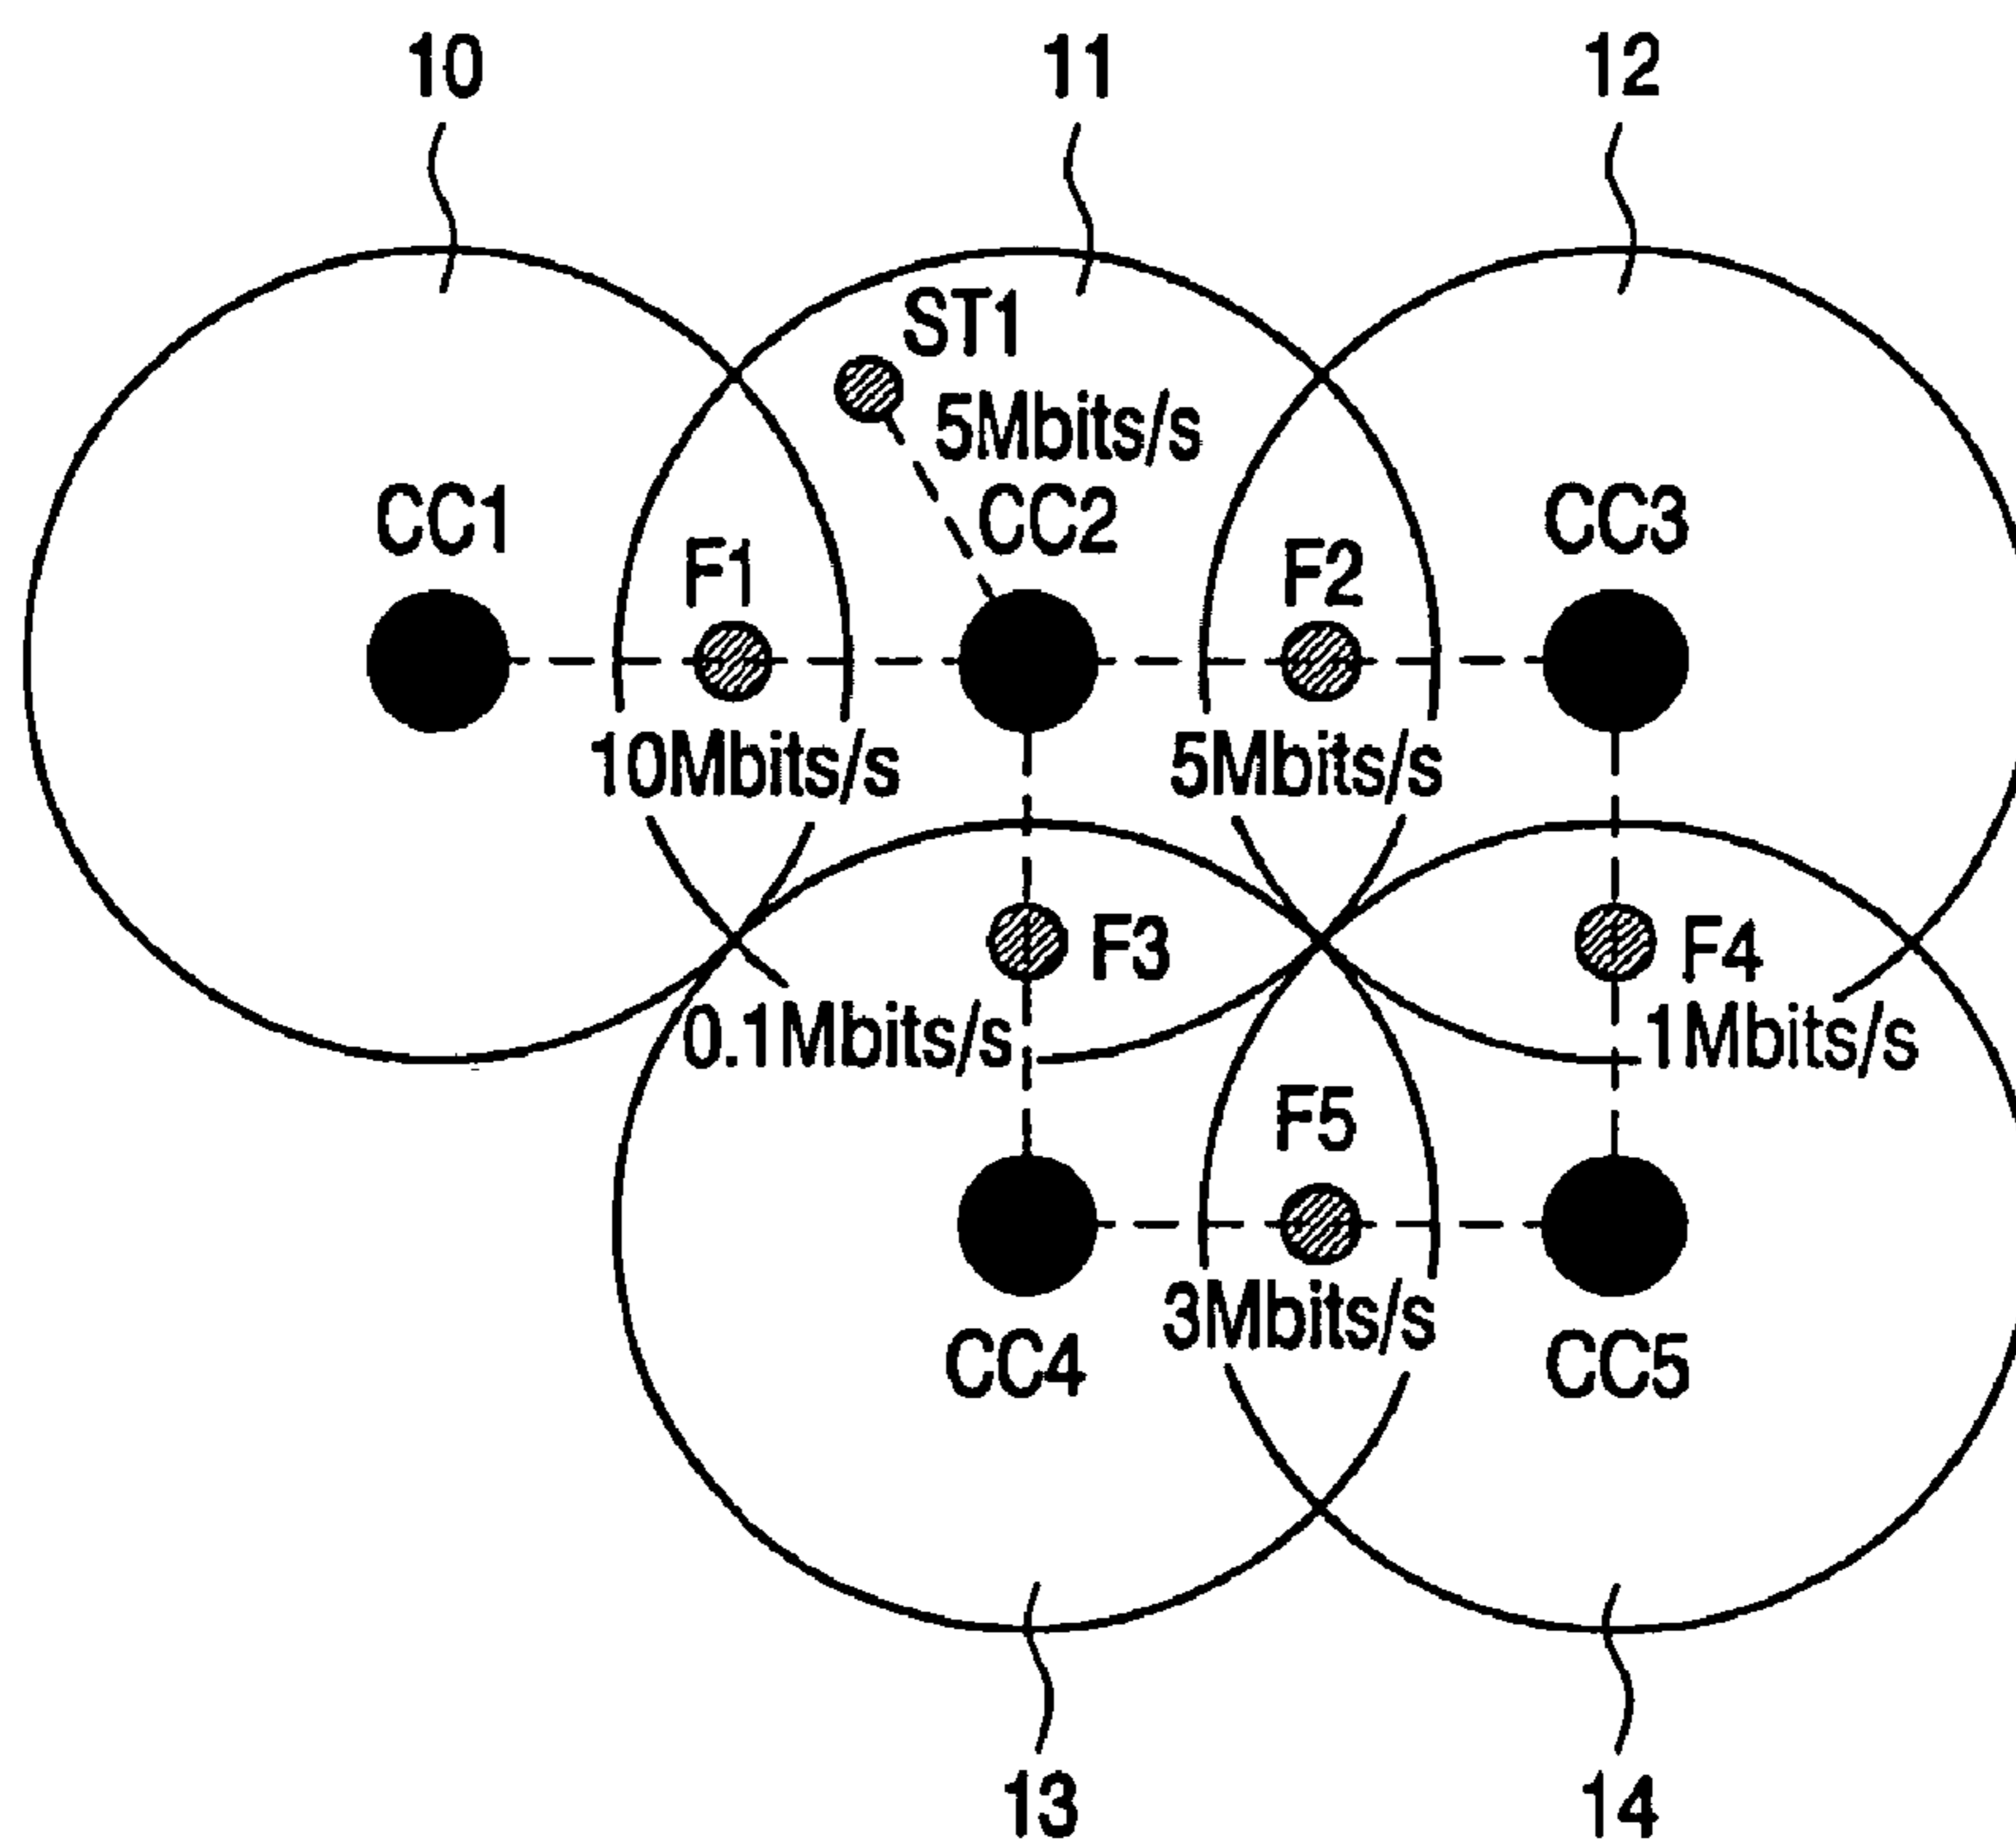 10
11
12
ST1
5Mbits/s
CC1
CC2
CC3
F1
F2
10Mbits/s
5Mbits/s
F3
F4
0.1Mbits/s
1Mbits/s
F5
3Mbits/s
CC4
CC5
13
14